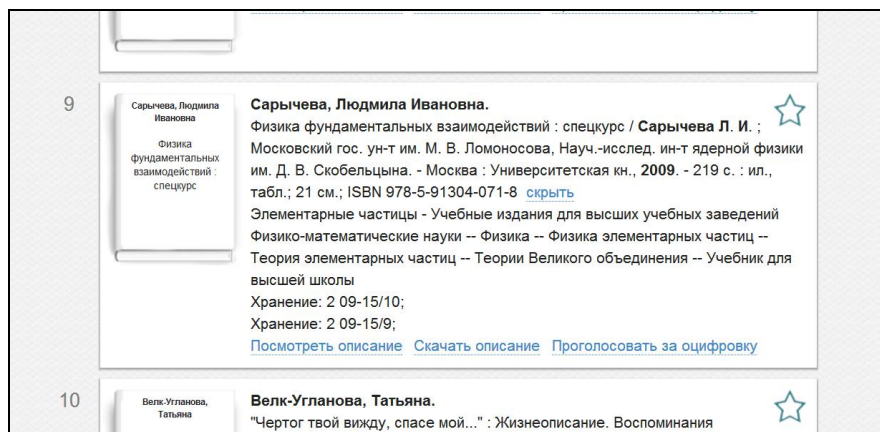 9
Сарычева, Людмила
Ивановна
Физика
фундаментальных
взаимодействий :
спецкурс
Сарычева, Людмила Ивановна.
Физика фундаментальных взаимодействий : спецкурс / Сарычева Л. И. ;
Московский гос. ун-т им. М. В. Ломоносова, Науч.-исслед. ин-т ядерной физики
им. Д. В. Скобельцына. - Москва : Университетская кн., 2009. - 219 с. : ил.,
табл.; 21 см.; ISBN 978-5-91304-071-8 скрыть
Элементарные частицы - Учебные издания для высших учебных заведений
Физико-математические науки -- Физика -- Физика элементарных частиц --
Теория элементарных частиц -- Теории Великого объединения -- Учебник для
высшей школы
Хранение: 2 09-15/10;
Хранение: 2 09-15/9;
Посмотреть описание Скачать описание Проголосовать за оцифровку
10
Велк-Угланова,
Татьяна
Велк-Угланова, Татьяна.
"Чертог твой вижду, спасе мой..." : Жизнеописание. Воспоминания